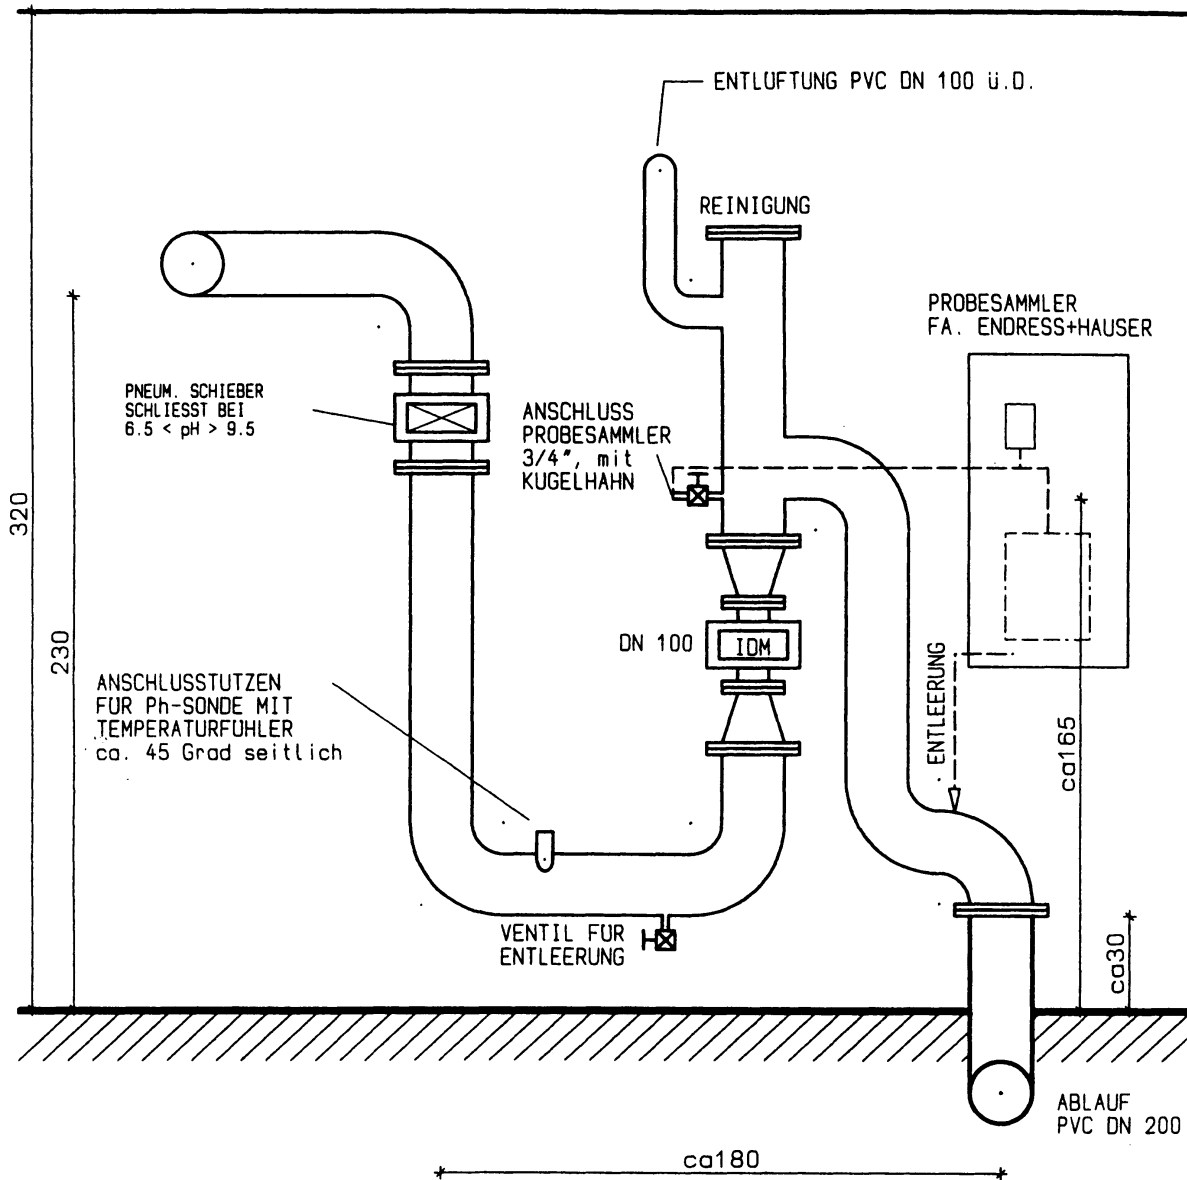 ENTLÜFTUNG PVC DN 100 ü.D.
REINIGUNG
PROBESAMMLER
FA. ENDRESS+HAUSER
PNEUM. SCHIEBER
SCHLIESST BEI
6.5 < pH > 9.5
ANSCHLUSS
PROBESAMMLER
3/4", mit
KUGELHAHN
320
230
DN 100
IDM
ANSCHLUSSTUTZEN
FÜR Ph-SONDE MIT
TEMPERATURFÜHLER
ca. 45 Grad seitlich
ENTLEERUNG
ca165
VENTIL FÜR
ENTLEERUNG
ca30
ABLAUF
PVC DN 200
ca180